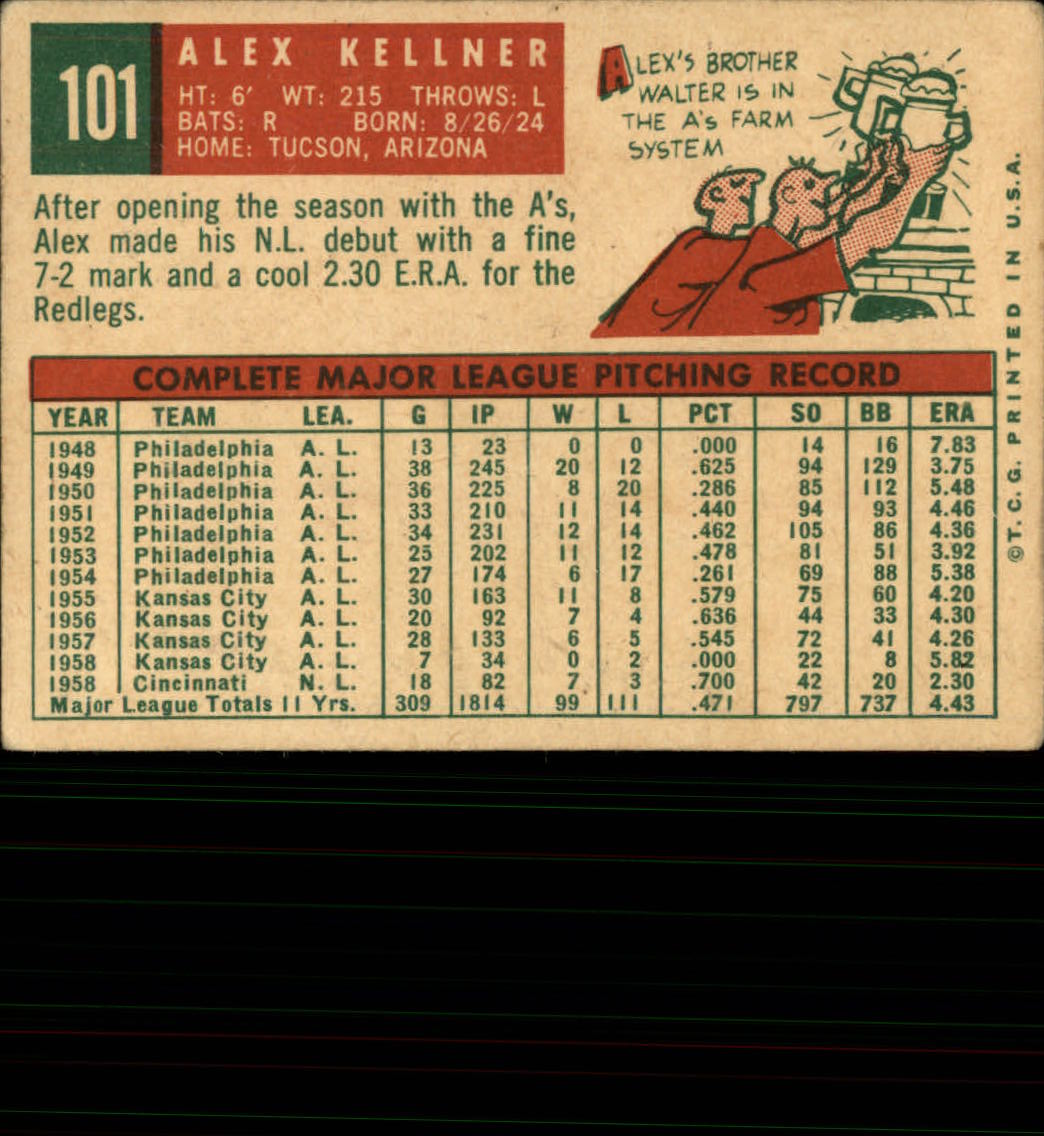 101
ALEX KELLNER
HT: 6' WT: 215 THROWS: L
BATS: R BORN: 8/26/24
HOME: TUCSON, ARIZONA
After opening the season with the A's,
Alex made his N.L. debut with a fine
7-2 mark and a cool 2.30 E.R.A. for the
Redlegs.
ALEX'S BROTHER
WALTER IS IN
THE A's FARM
SYSTEM
COMPLETE MAJOR LEAGUE PITCHING RECORD
YEAR TEAM LEA. G IP W L PCT SO BB ERA
1948 Philadelphia A. L. 13 23 0 0 .000 14 16 7.83
1949 Philadelphia A. L. 38 245 20 12 .625 94 129 3.75
1950 Philadelphia A. L. 36 225 8 20 .286 85 112 5.48
1951 Philadelphia A. L. 33 210 11 14 .440 94 93 4.46
1952 Philadelphia A. L. 34 231 12 14 .462 105 86 4.36
1953 Philadelphia A. L. 25 202 11 12 .478 81 51 3.92
1954 Philadelphia A. L. 27 174 6 17 .261 69 88 5.38
1955 Kansas City A. L. 30 163 11 8 .579 75 60 4.20
1956 Kansas City A. L. 20 92 7 4 .636 44 33 4.30
1957 Kansas City A. L. 28 133 6 5 .545 72 41 4.26
1958 Kansas City A. L. 7 34 0 2 .000 22 8 5.82
1958 Cincinnati N. L. 18 82 7 3 .700 42 20 2.30
Major League Totals 11 Yrs. 309 1814 99 111 .471 797 737 4.43
©T. C. G. PRINTED IN U. S. A.